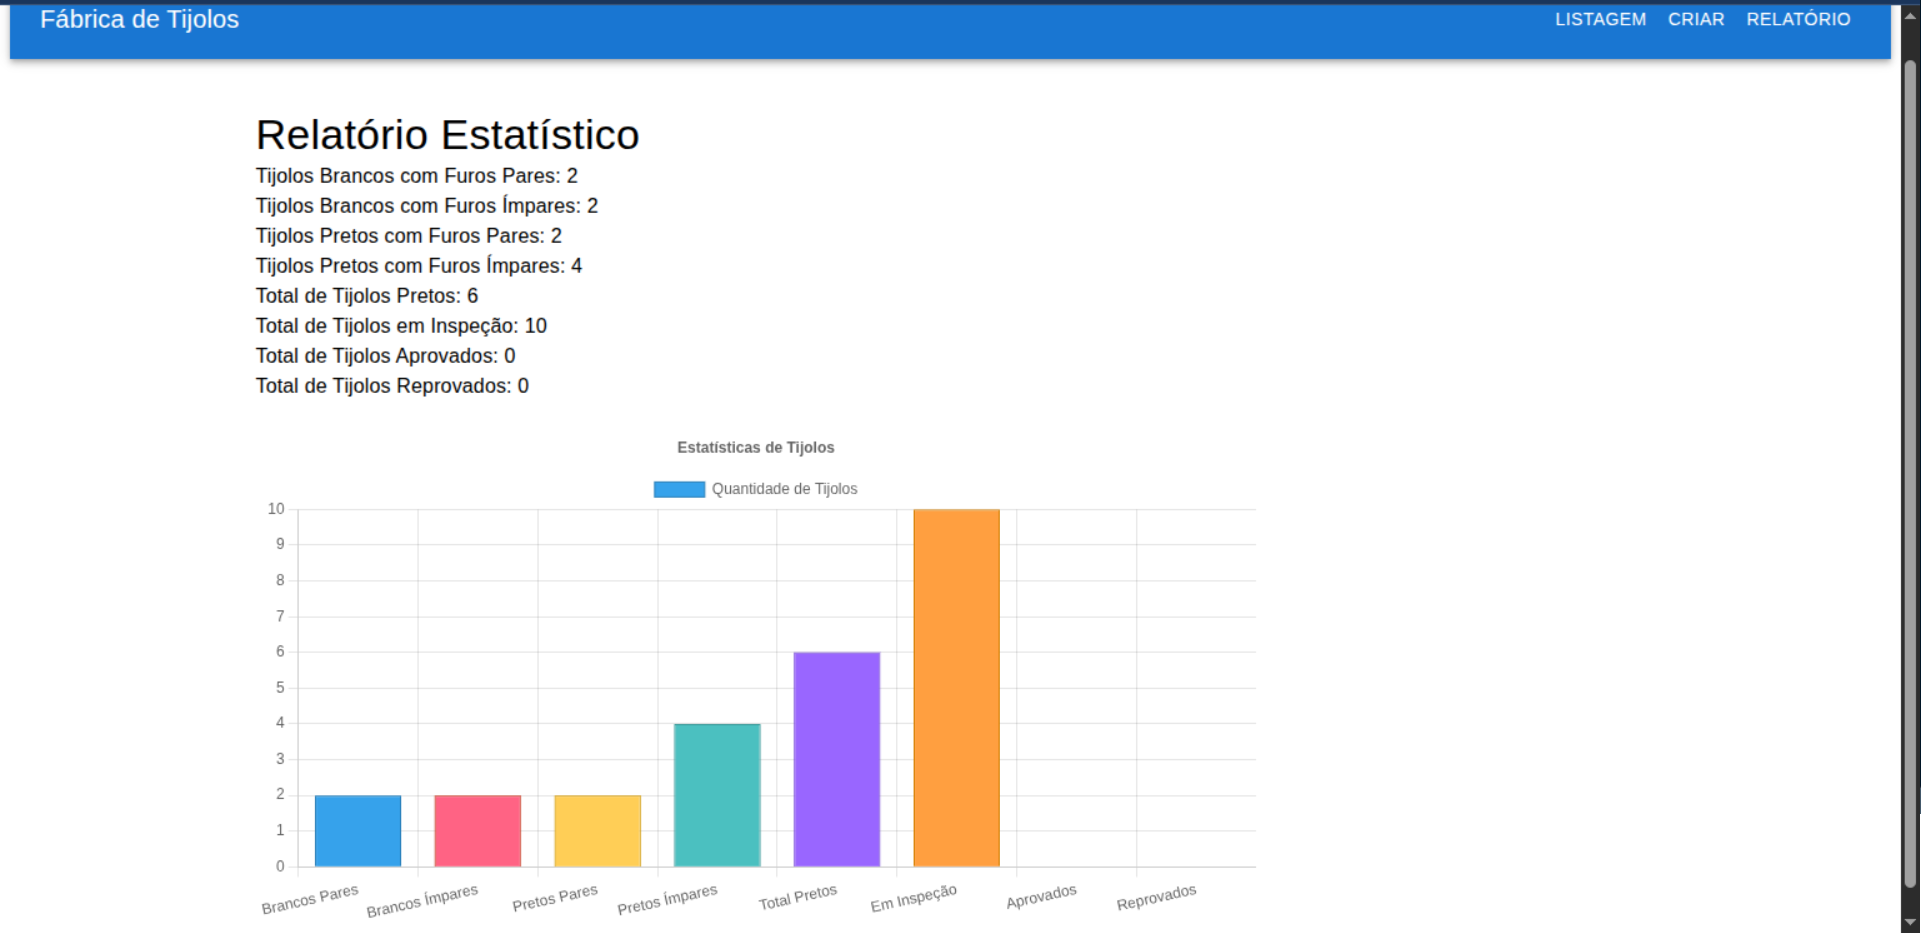 Fábrica de Tijolos
LISTAGEM CRIAR RELATÓRIO
Relatório Estatístico
Tijolos Brancos com Furos Pares: 2
Tijolos Brancos com Furos Ímpares: 2
Tijolos Pretos com Furos Pares: 2
Tijolos Pretos com Furos Ímpares: 4
Total de Tijolos Pretos: 6
Total de Tijolos em Inspeção: 10
Total de Tijolos Aprovados: 0
Total de Tijolos Reprovados: 0
Estatísticas de Tijolos
Quantidade de Tijolos
10
9
8
7
6
5
4
3
2
1
0
Brancos Pares
Brancos Ímpares
Pretos Pares
Pretos Ímpares
Total Pretos
Em Inspeção
Aprovados
Reprovados